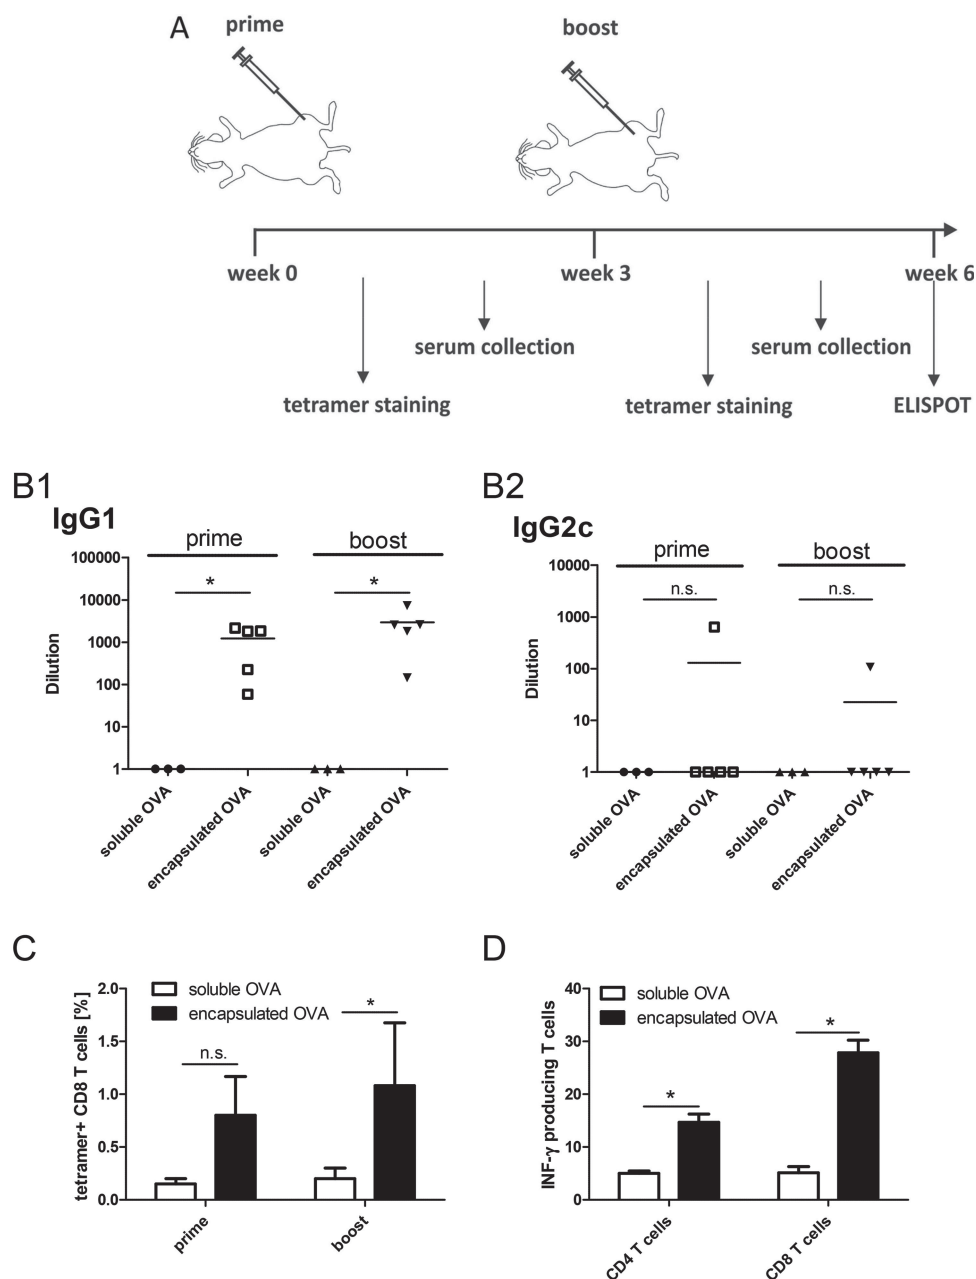 A
prime
boost
week 0
week 3
week 6
serum collection
serum collection
tetramer staining
tetramer staining
ELISPOT
B1
IgG1
prime
boost
*
*
100000
10000
1000
100
10
1
Dilution
soluble OVA
encapsulated OVA
soluble OVA
encapsulated OVA
B2
IgG2c
prime
boost
n.s.
n.s.
10000
1000
100
10
1
Dilution
soluble OVA
encapsulated OVA
soluble OVA
encapsulated OVA
C
soluble OVA
encapsulated OVA
n.s.
*
2.0
1.5
1.0
0.5
0.0
tetramer+ CD8 T cells [%]
prime
boost
D
soluble OVA
encapsulated OVA
*
*
40
30
20
10
0
INF-γ producing T cells
CD4 T cells
CD8 T cells